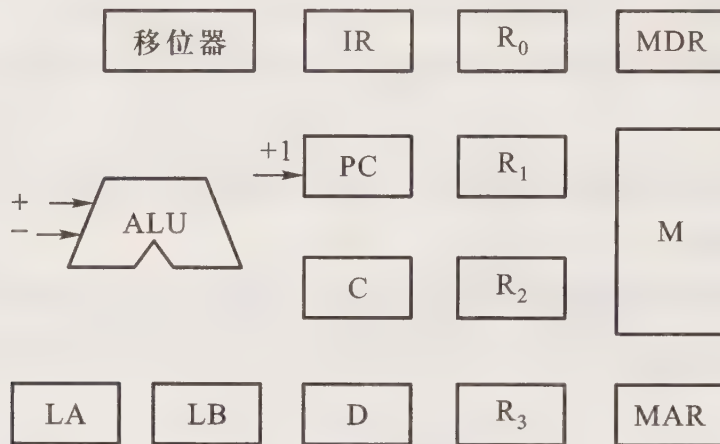 移位器 IR R₀ MDR
+1
PC R₁
+
−
ALU
M
C R₂
LA LB D R₃ MAR